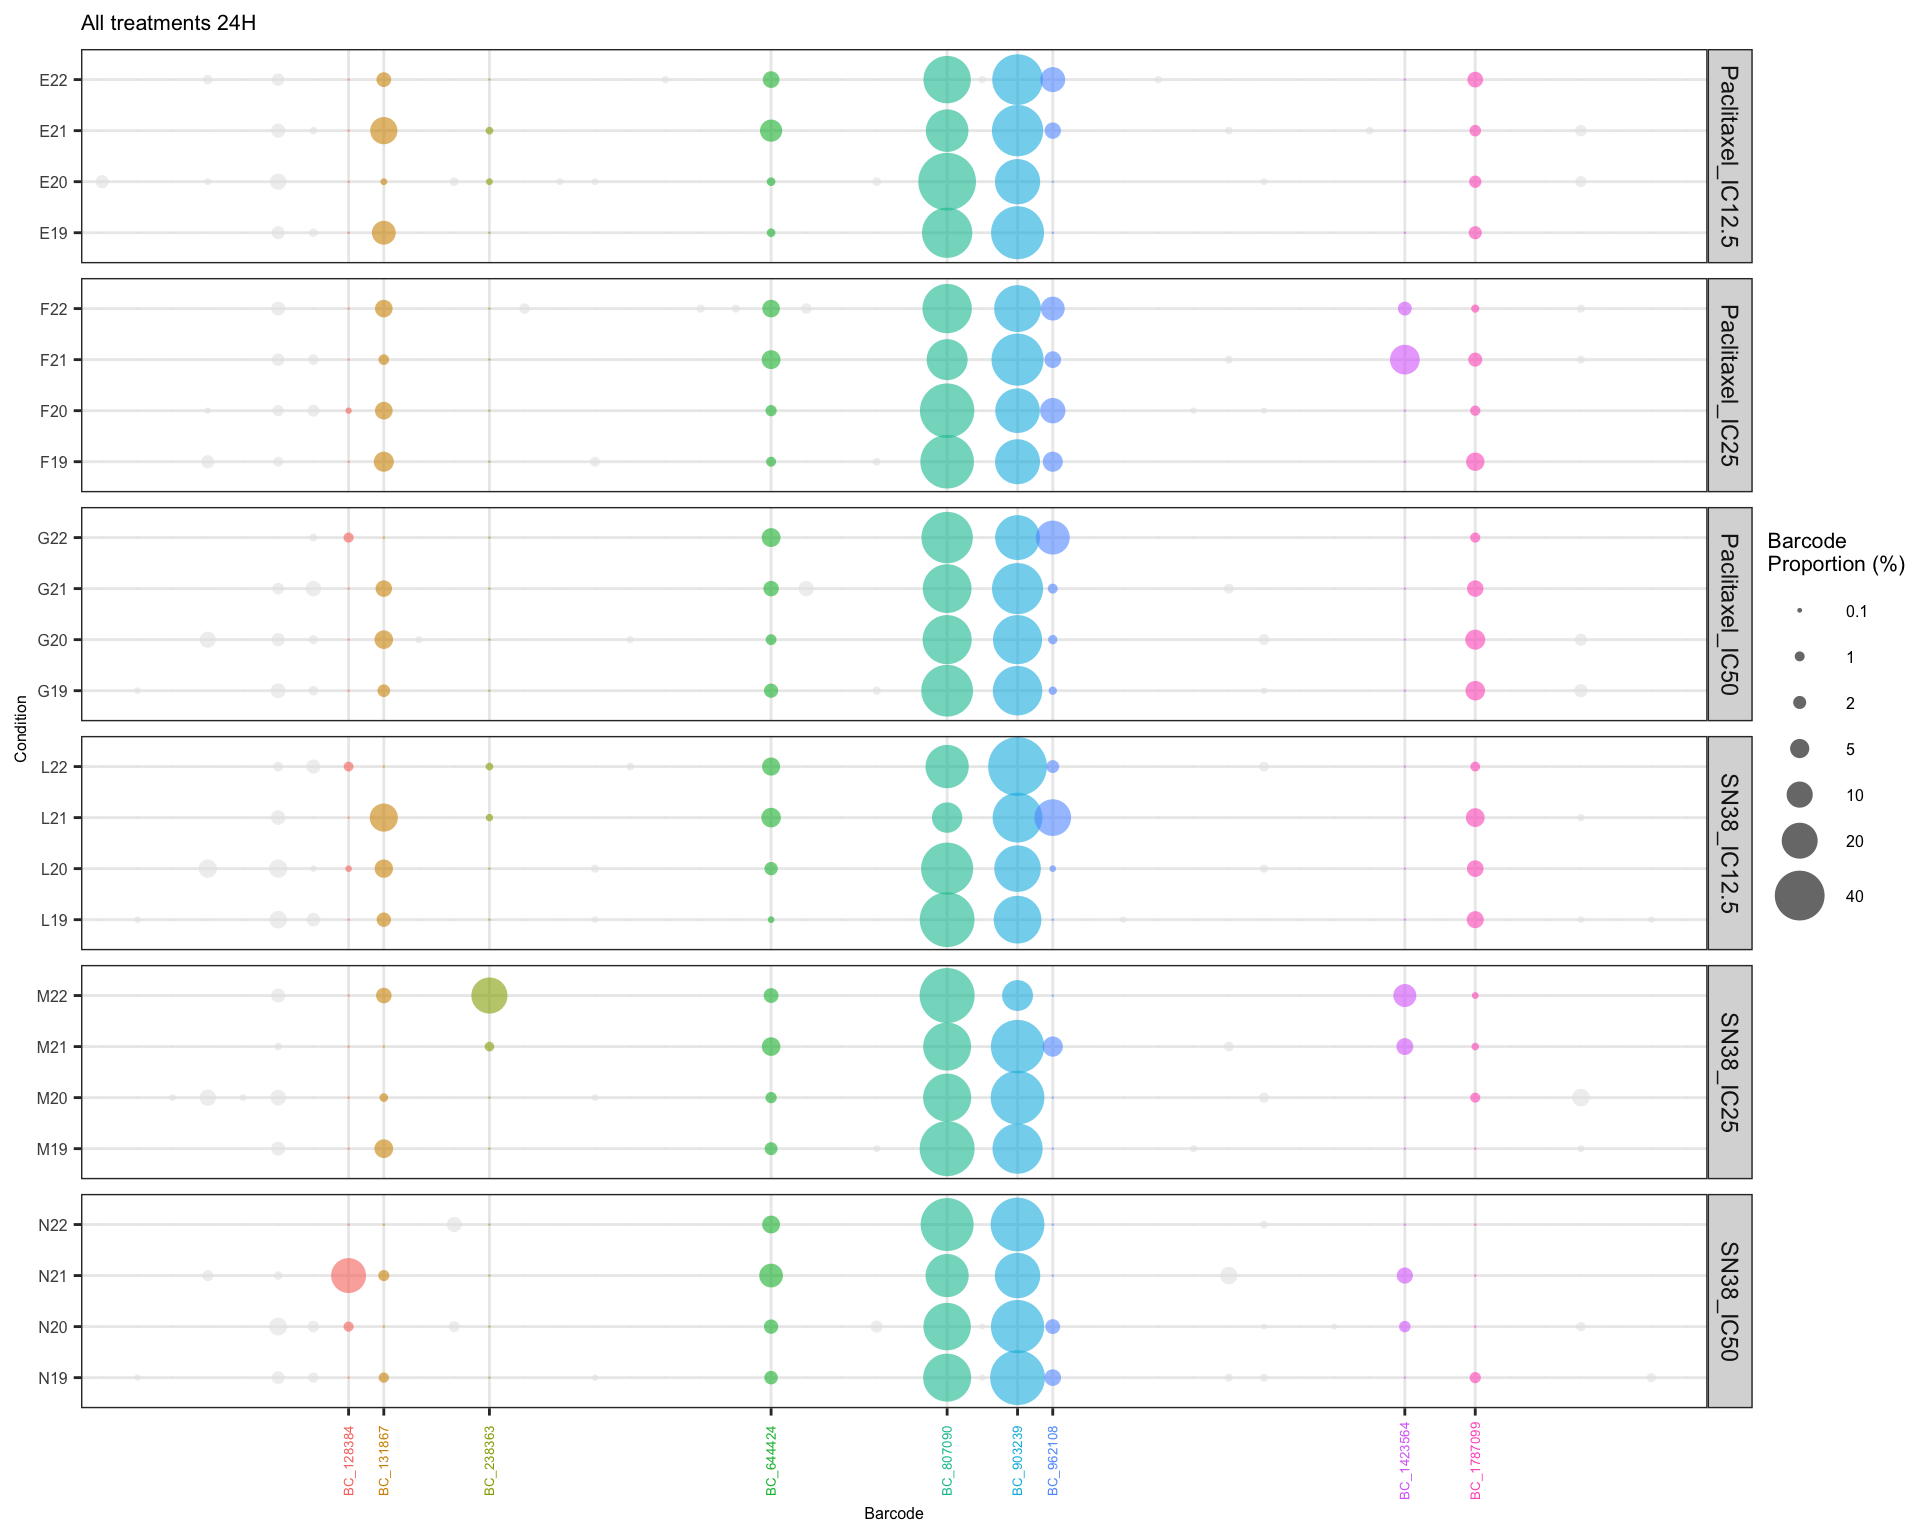 All treatments 24H
E22
E21
E20
E19
Paclitaxel_IC12.5
F22
F21
F20
F19
Paclitaxel_IC25
G22
G21
G20
G19
Paclitaxel_IC50
L22
L21
L20
L19
SN38_IC12.5
M22
M21
M20
M19
SN38_IC25
N22
N21
N20
N19
SN38_IC50
Condition
BC_128384
BC_131867
BC_238363
BC_644424
BC_807090
BC_903239
BC_962108
BC_1423564
BC_1787099
Barcode
Barcode
Proportion (%)
0.1
1
2
5
10
20
40